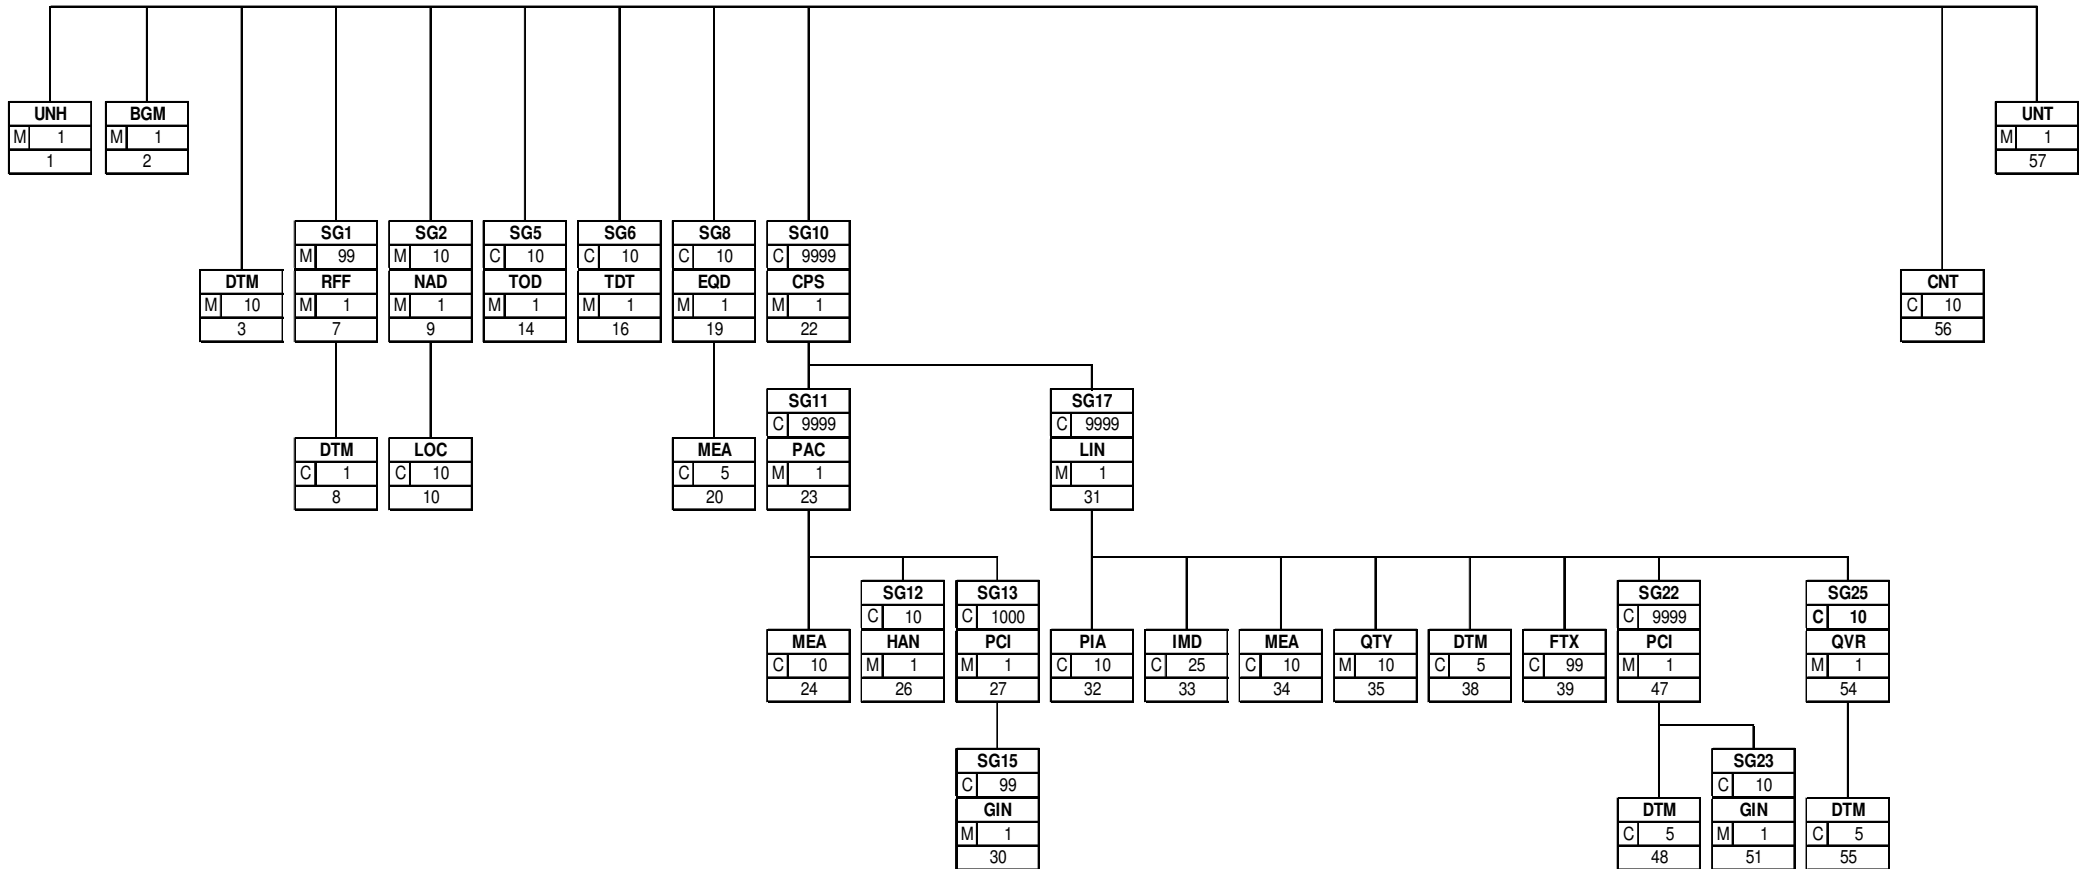 UNH
M 1
1
BGM
M 1
2
UNT
M 1
57
DTM
M 10
3
SG1
M 99
RFF
M 1
7
SG2
M 10
NAD
M 1
9
SG5
C 10
TOD
M 1
14
SG6
C 10
TDT
M 1
16
SG8
C 10
EQD
M 1
19
SG10
C 9999
CPS
M 1
22
CNT
C 10
56
DTM
C 1
8
LOC
C 10
10
MEA
C 5
20
SG11
C 9999
PAC
M 1
23
SG17
C 9999
LIN
M 1
31
MEA
C 10
24
SG12
C 10
HAN
M 1
26
SG13
C 1000
PCI
M 1
27
PIA
C 10
32
IMD
C 25
33
MEA
C 10
34
QTY
M 10
35
DTM
C 5
38
FTX
C 99
39
SG22
C 9999
PCI
M 1
47
SG25
C 10
QVR
M 1
54
SG15
C 99
GIN
M 1
30
DTM
C 5
48
SG23
C 10
GIN
M 1
51
DTM
C 5
55